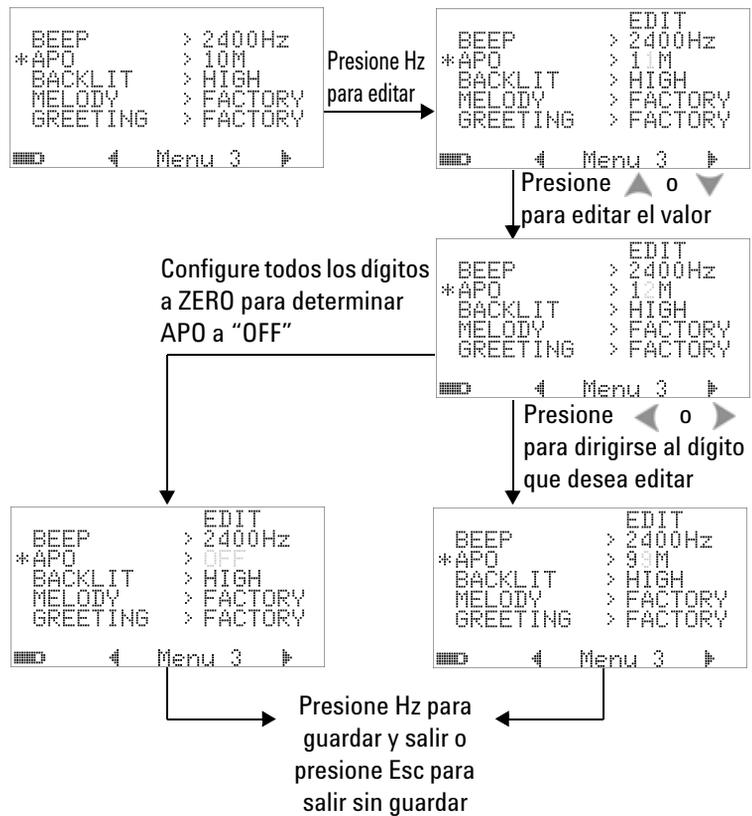 BEEP > 2400Hz
*APO > 10M
BACKLIT > HIGH
MELODY > FACTORY
GREETING > FACTORY
Menu 3
Presione Hz
para editar
EDIT
BEEP > 2400Hz
*APO > 11M
BACKLIT > HIGH
MELODY > FACTORY
GREETING > FACTORY
Menu 3
Presione o
para editar el valor
EDIT
BEEP > 2400Hz
*APO > 12M
BACKLIT > HIGH
MELODY > FACTORY
GREETING > FACTORY
Menu 3
Configure todos los dígitos
a ZERO para determinar
APO a “OFF”
Presione o
para dirigirse al dígito
que desea editar
EDIT
BEEP > 2400Hz
*APO > OFF
BACKLIT > HIGH
MELODY > FACTORY
GREETING > FACTORY
Menu 3
EDIT
BEEP > 2400Hz
*APO > 99M
BACKLIT > HIGH
MELODY > FACTORY
GREETING > FACTORY
Menu 3
Presione Hz para
guardar y salir o
presione Esc para
salir sin guardar